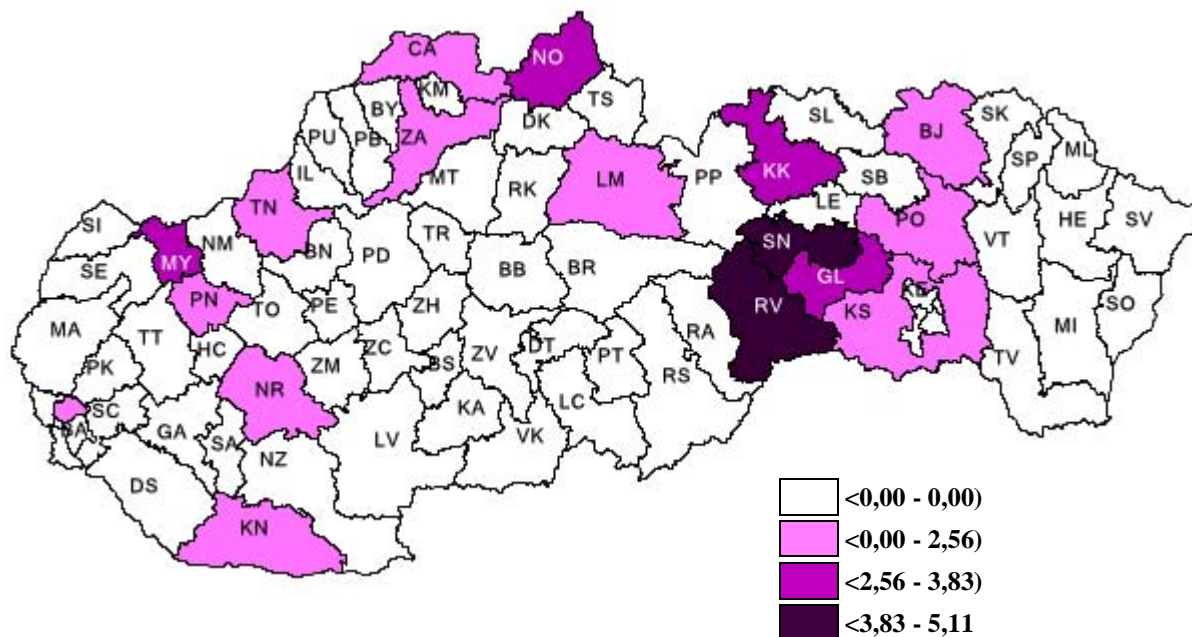 CA
NO
KM
BY
TS
PU
PB
ZA
DK
SL
SK
BJ
ML
SP
IL
MT
RK
LM
PP
KK
SB
LE
HE
SV
TN
PO
SI
NM
BN
PD
TR
SN
VT
SE
MY
BB
BR
GL
PN
TO
PE
ZH
RV
KS
KE
SO
MA
TT
HC
ZM
ZC
BS
ZV
DT
PT
RA
MI
TV
PK
NR
RS
SC
BA
GA
SA
KA
LC
NZ
LV
VK
DS
KN
<0,00 - 0,00)
<0,00 - 2,56)
<2,56 - 3,83)
<3,83 - 5,11